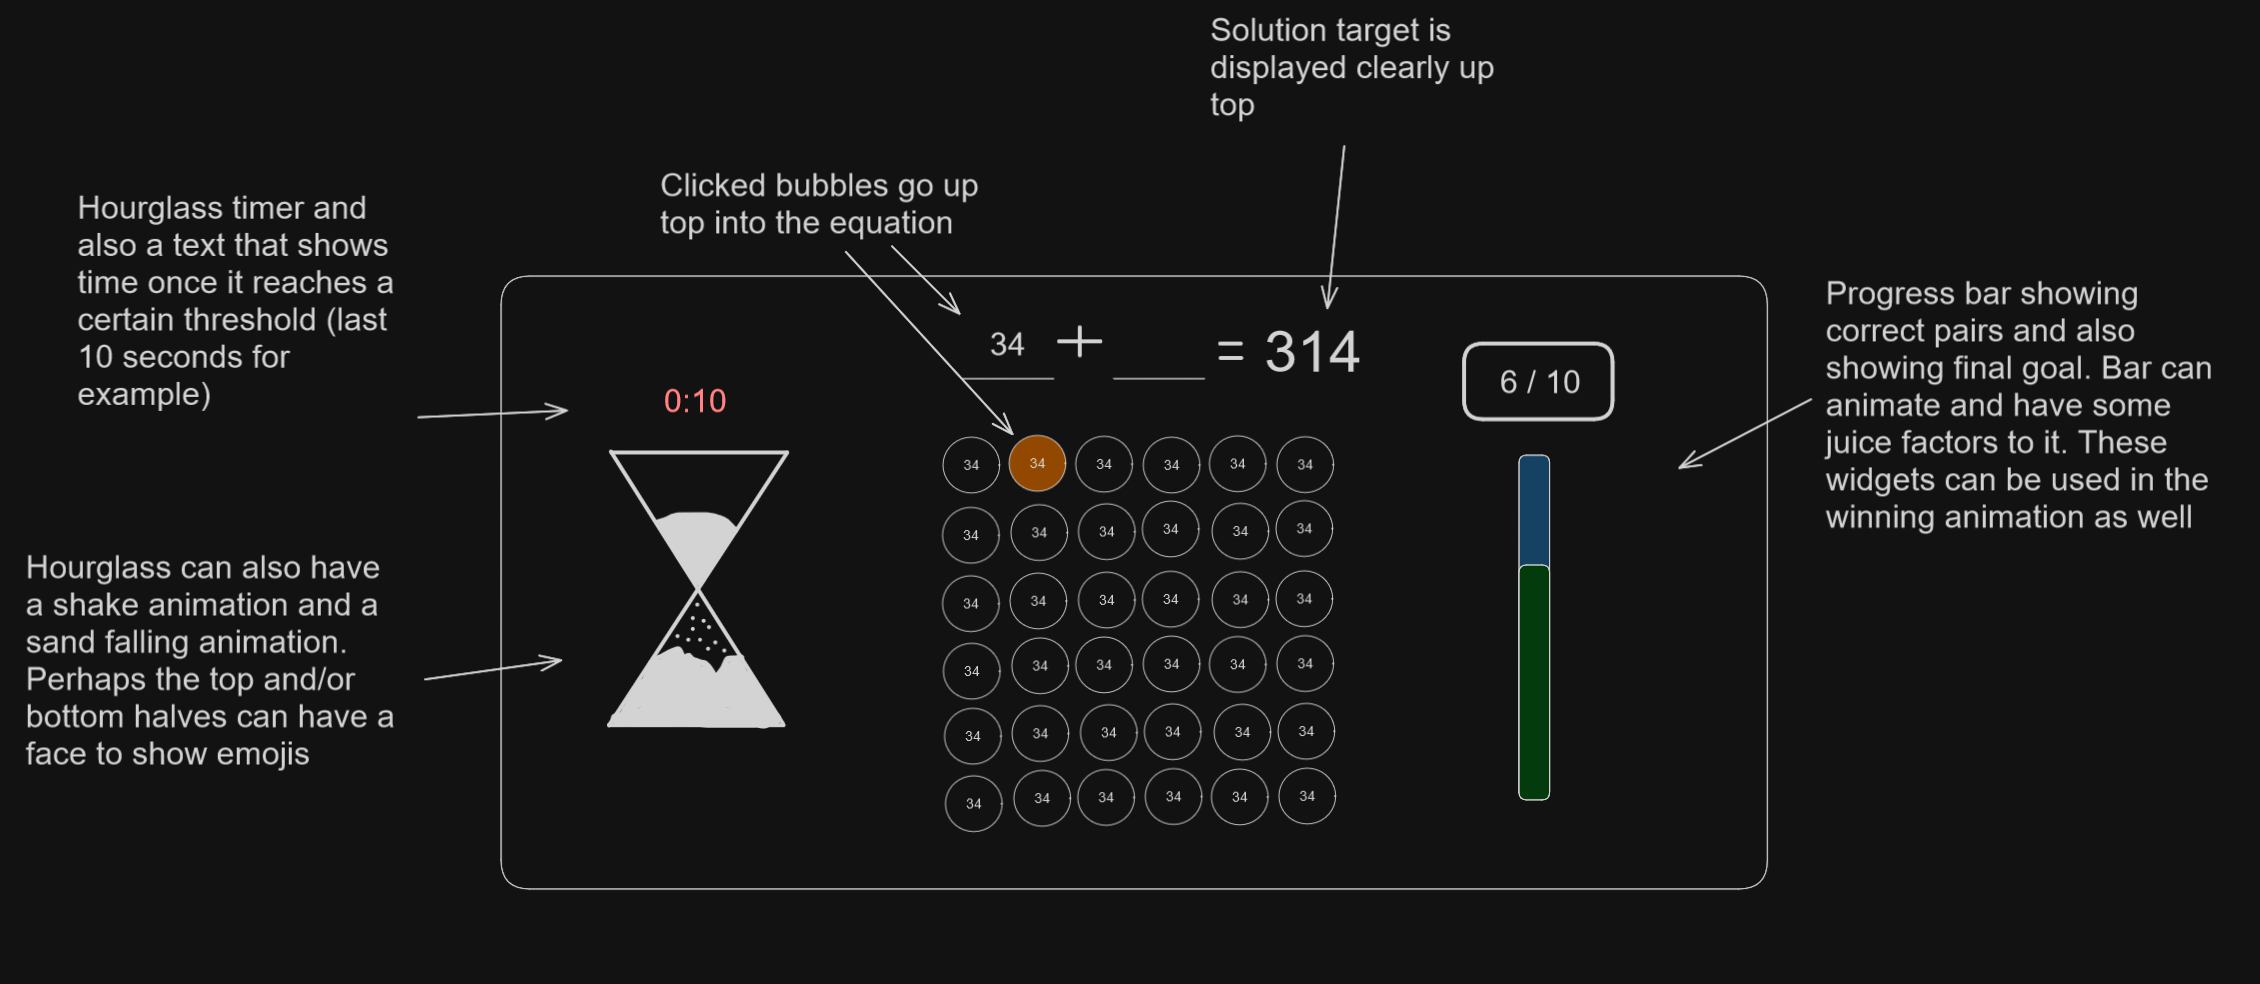 Solution target is
displayed clearly up
top
Clicked bubbles go up
top into the equation
Hourglass timer and
also a text that shows
time once it reaches a
certain threshold (last
10 seconds for
example)
Hourglass can also have
a shake animation and a
sand falling animation.
Perhaps the top and/or
bottom halves can have a
face to show emojis
34 + ____ = 314
0:10
6 / 10
34 34 34 34 34 34
34 34 34 34 34 34
34 34 34 34 34 34
34 34 34 34 34 34
34 34 34 34 34 34
34 34 34 34 34 34
Progress bar showing
correct pairs and also
showing final goal. Bar can
animate and have some
juice factors to it. These
widgets can be used in the
winning animation as well